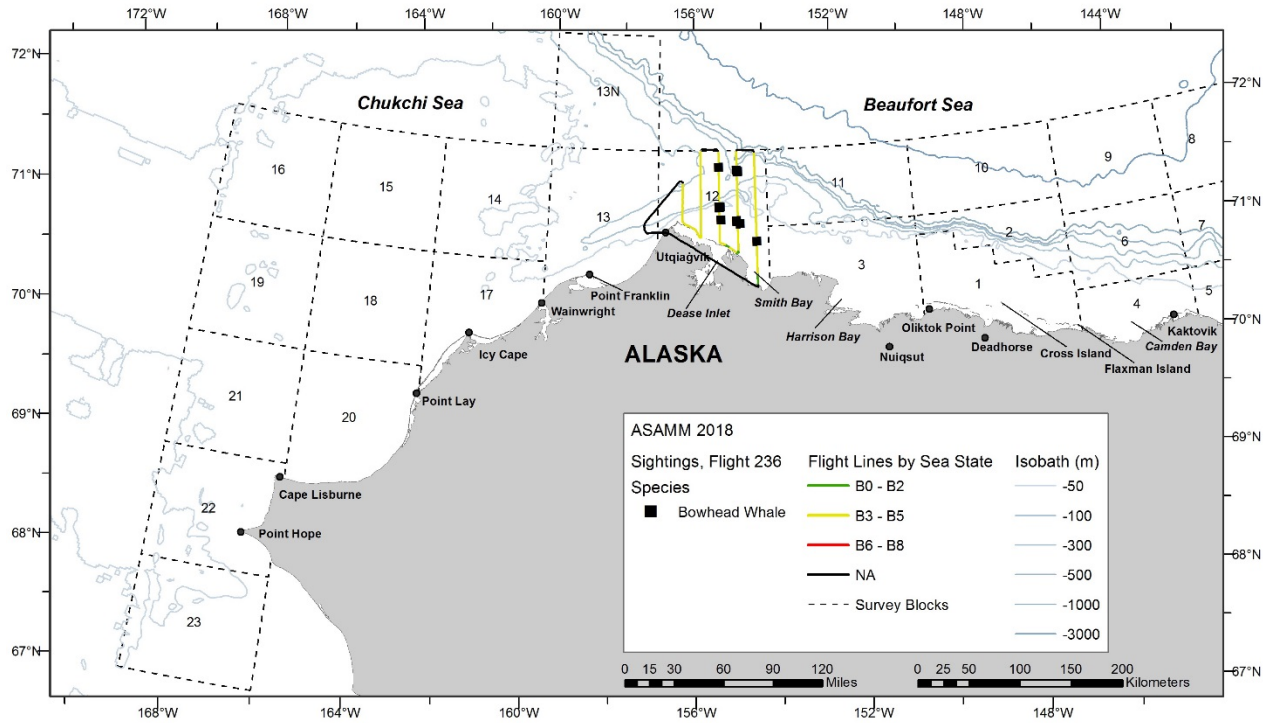 172°W 168°W 164°W 160°W 156°W 152°W 148°W 144°W
72°N
72°N
Chukchi Sea
Beaufort Sea
13N
8
9
10
16
15
14
11
12
13
71°N
71°N
7
6
2
3
1
5
4
19
18
17
Utqiaġvik
Point Franklin
Wainwright
Dease Inlet
Smith Bay
Harrison Bay
Oliktok Point
Nuiqsut
Deadhorse
Cross Island
Flaxman Island
Camden Bay
Kaktovik
70°N
70°N
Icy Cape
ALASKA
21
20
Point Lay
69°N
69°N
Cape Lisburne
22
Point Hope
68°N
68°N
23
67°N
67°N
ASAMM 2018
Sightings, Flight 236
Species
Bowhead Whale
Flight Lines by Sea State
B0 - B2
B3 - B5
B6 - B8
NA
Survey Blocks
Isobath (m)
-50
-100
-300
-500
-1000
-3000
0 15 30 60 90 120
Miles
0 25 50 100 150 200
Kilometers
168°W 164°W 160°W 156°W 152°W 148°W